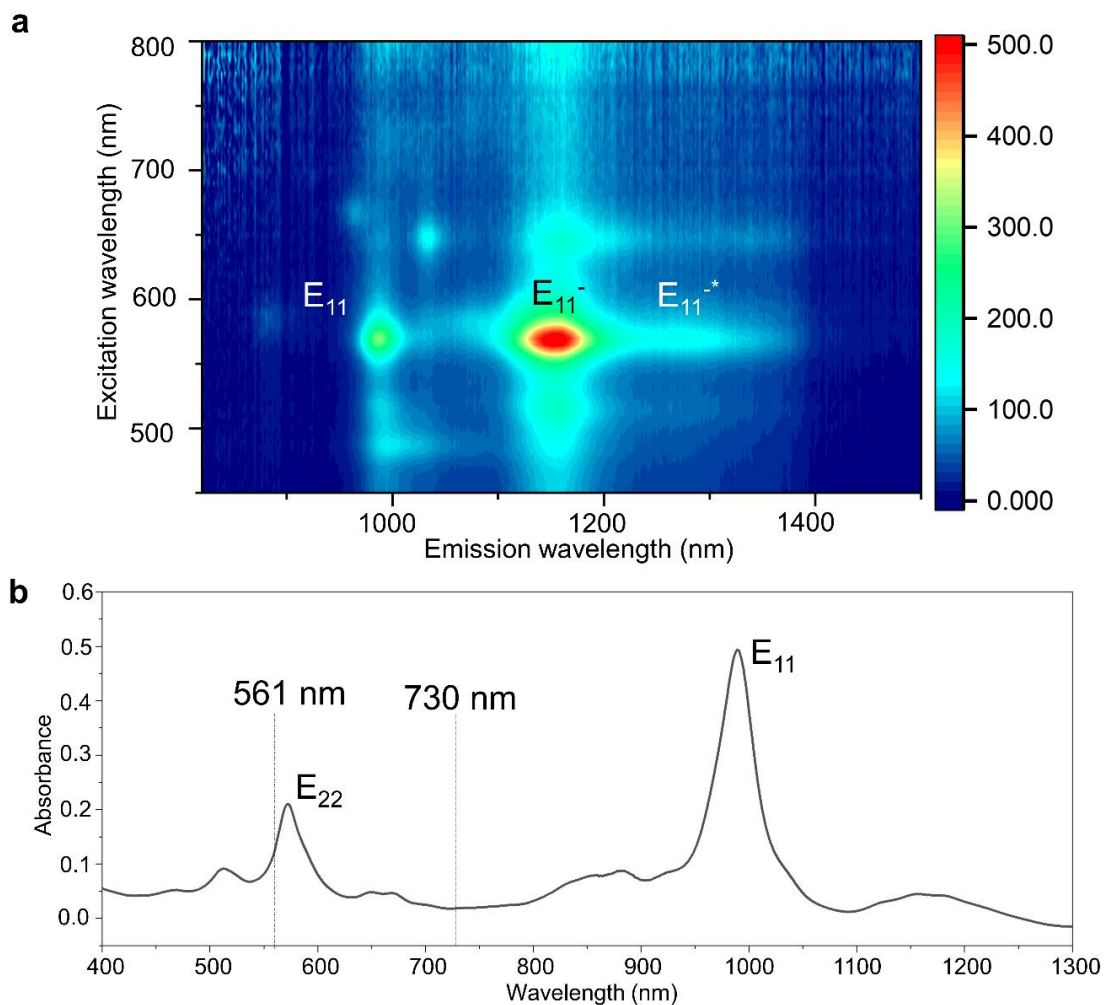 a
800
700
600
500
Excitation wavelength (nm)
E₁₁
E₁₁⁻
E₁₁⁻*
1000
1200
1400
Emission wavelength (nm)
500.0
400.0
300.0
200.0
100.0
0.000
b
0.6
0.5
0.4
0.3
0.2
0.1
0.0
Absorbance
561 nm
730 nm
E₂₂
E₁₁
400
500
600
700
800
900
1000
1100
1200
1300
Wavelength (nm)